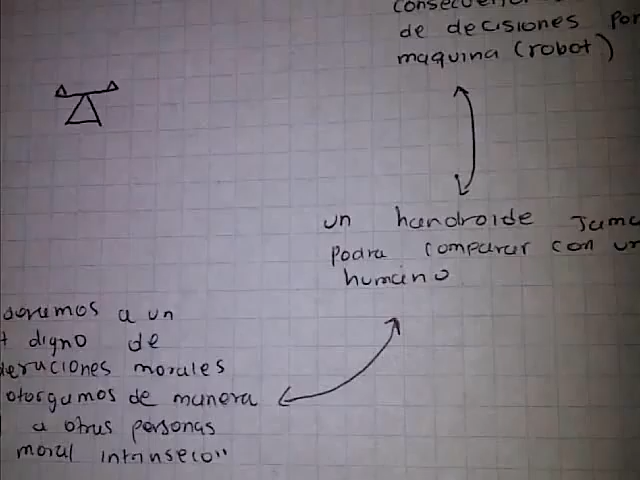 de decisiones por
maquina (robot)
un handroide Jama
podra comparar con un
humano
a un
digno de
morales
otorgamos de manera
a otras personas
moral intrinseco"